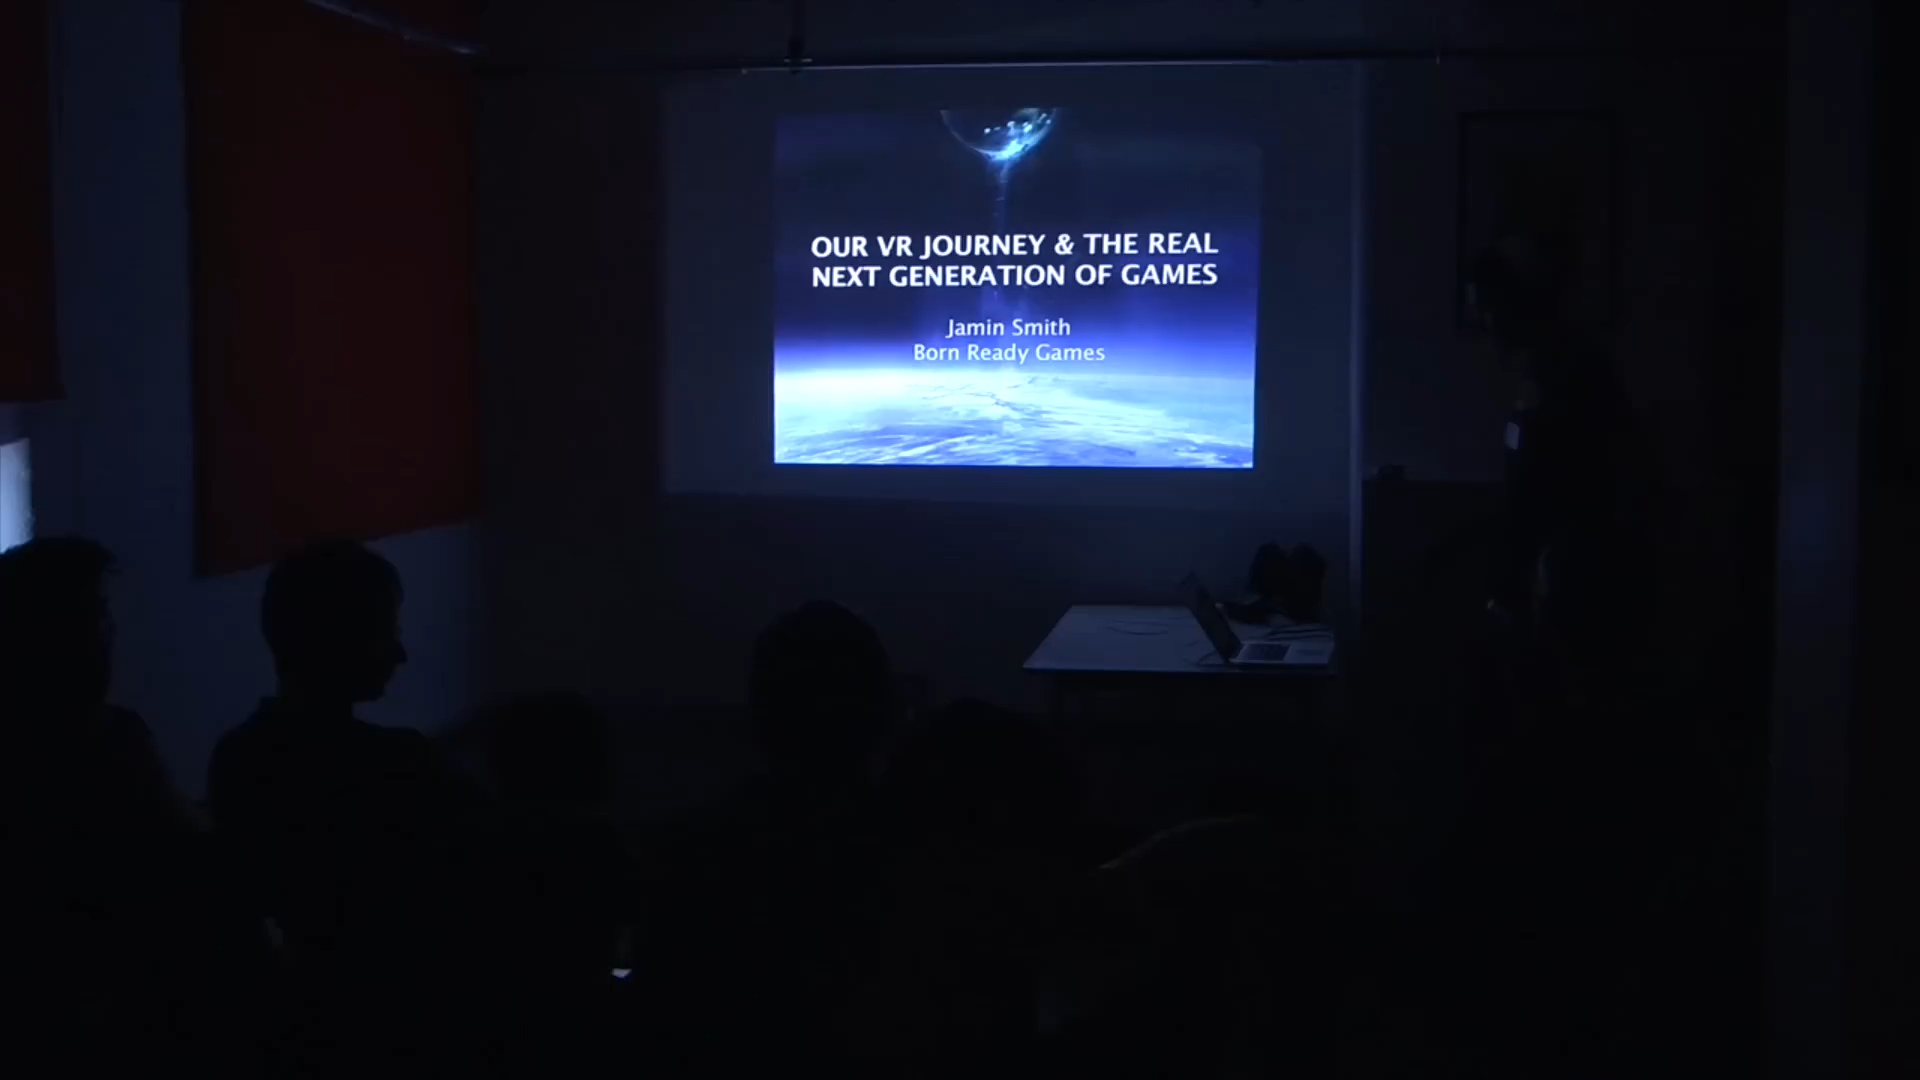 OUR VR JOURNEY & THE REAL
NEXT GENERATION OF GAMES
Jamin Smith
Born Ready Games